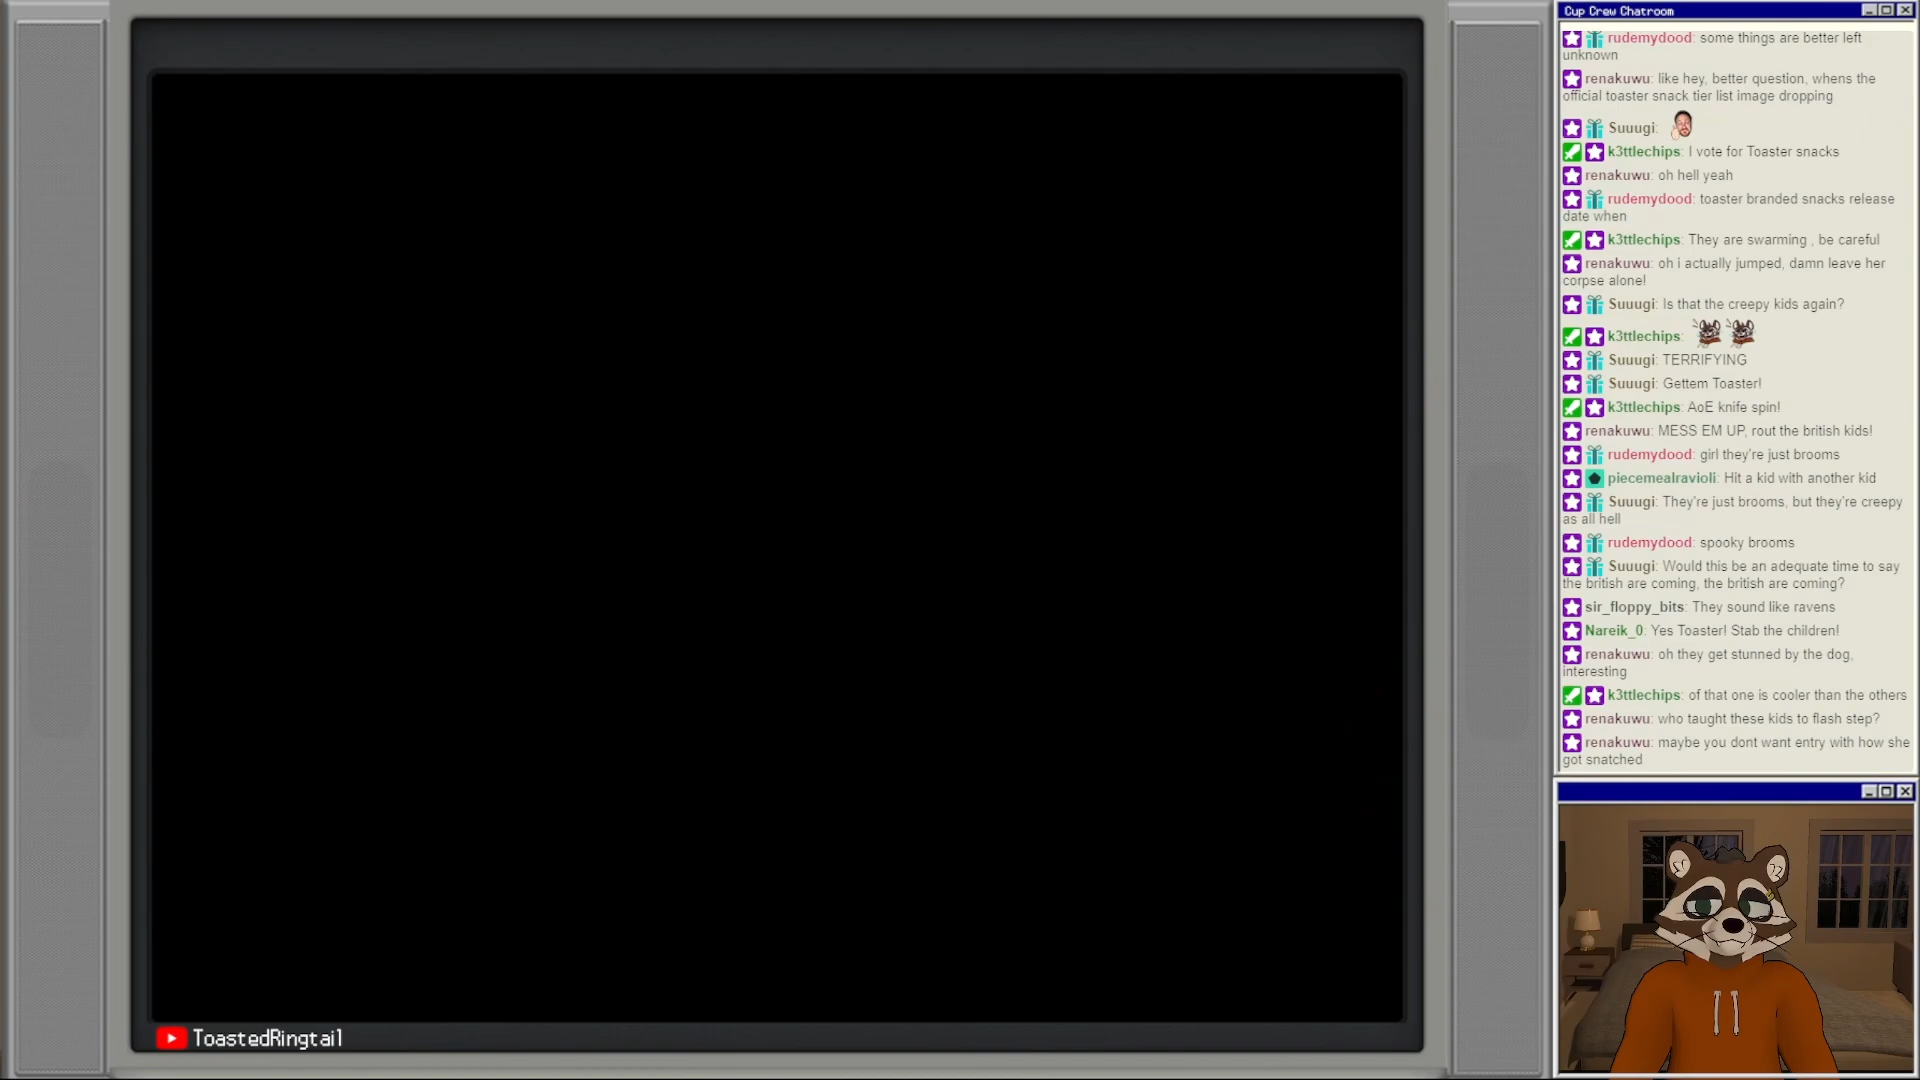 Cup Crew Chatroom
rudemydood: some things are better left
unknown
renakuwu: like hey, better question, whens the
official toaster snack tier list image dropping
Suuugi:
k3ttlechips: I vote for Toaster snacks
renakuwu: oh hell yeah
rudemydood: toaster branded snacks release
date when
k3ttlechips: They are swarming , be careful
renakuwu: oh i actually jumped, damn leave her
corpse alone!
Suuugi: Is that the creepy kids again?
k3ttlechips:
Suuugi: TERRIFYING
Suuugi: Gettem Toaster!
k3ttlechips: AoE knife spin!
renakuwu: MESS EM UP, rout the british kids!
rudemydood: girl they're just brooms
piecemealravioli: Hit a kid with another kid
Suuugi: They're just brooms, but they're creepy
as all hell
rudemydood: spooky brooms
Suuugi: Would this be an adequate time to say
the british are coming, the british are coming?
sir_floppy_bits: They sound like ravens
Nareik_0: Yes Toaster! Stab the children!
renakuwu: oh they get stunned by the dog,
interesting
k3ttlechips: of that one is cooler than the others
renakuwu: who taught these kids to flash step?
renakuwu: maybe you dont want entry with how she
got snatched
ToastedRingtail